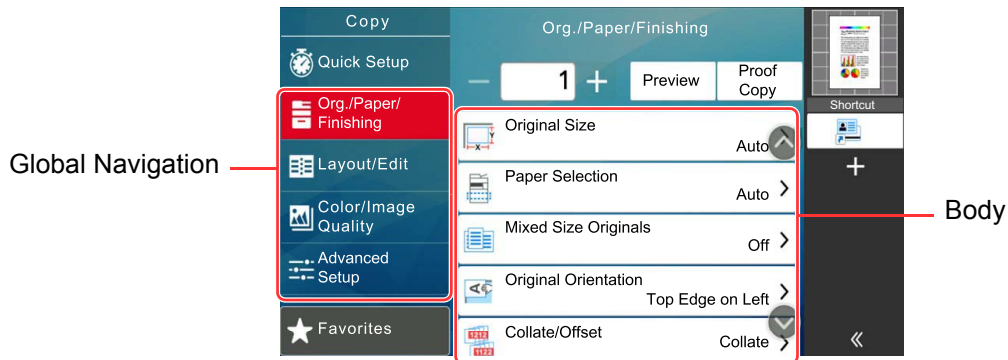 Copy
Quick Setup
Org./Paper/
Finishing
Layout/Edit
Color/Image
Quality
Advanced
Setup
Favorites
Global Navigation
Org./Paper/Finishing
1
Preview
Proof
Copy
Original Size
Auto
Paper Selection
Auto
Mixed Size Originals
Off
Original Orientation
Top Edge on Left
Collate/Offset
Collate
Shortcut
Body